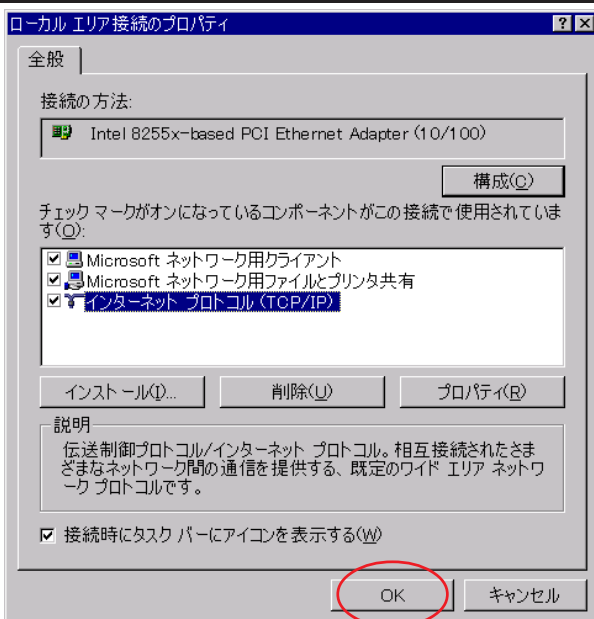 ローカル エリア接続のプロパティ
全般
接続の方法:
Intel 8255x-based PCI Ethernet Adapter (10/100)
構成(C)
チェック マークがオンになっているコンポーネントがこの接続で使用されていま
す(O):
Microsoft ネットワーク用クライアント
Microsoft ネットワーク用ファイルとプリンタ共有
インターネット プロトコル (TCP/IP)
インストール(I)... 削除(U) プロパティ(R)
説明
伝送制御プロトコル/インターネット プロトコル。相互接続されたさま
ざまなネットワーク間の通信を提供する、既定のワイド エリア ネットワ
ーク プロトコルです。
接続時にタスク バーにアイコンを表示する(W)
OK キャンセル